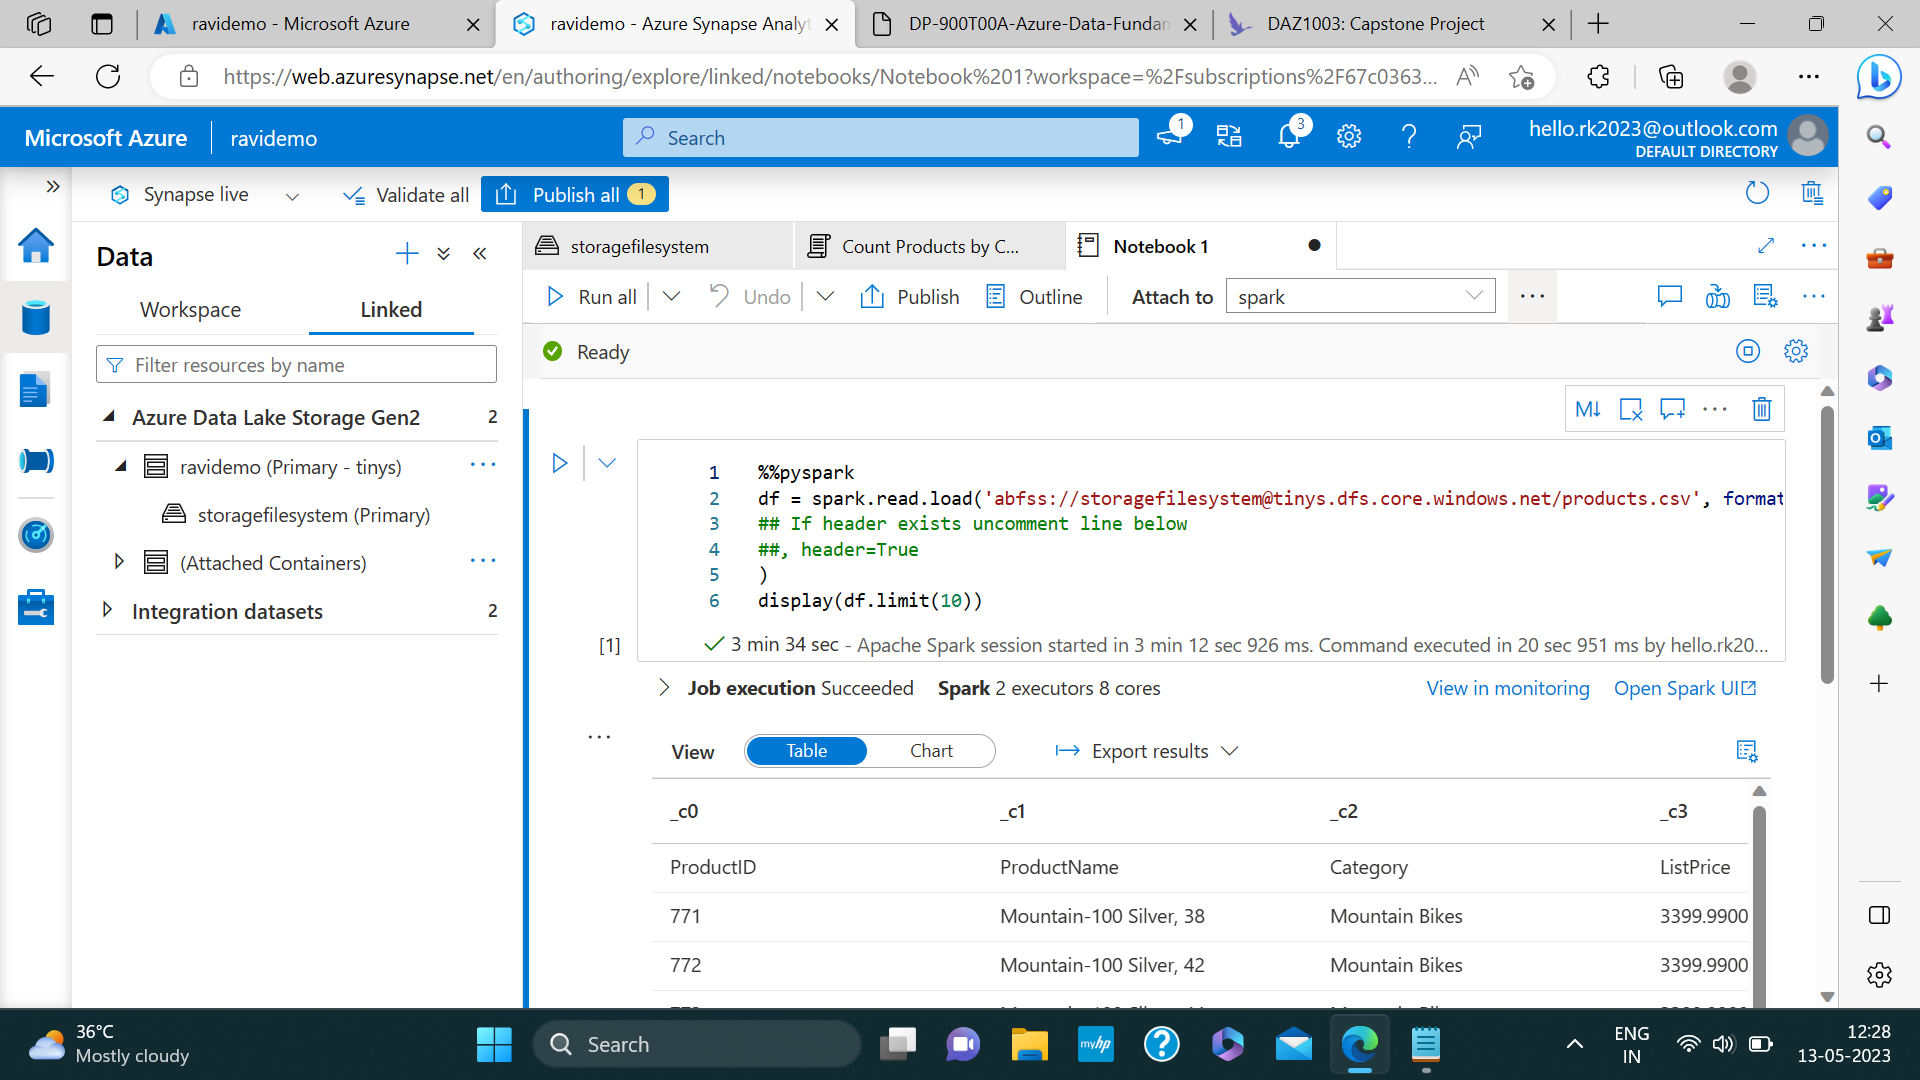 ravidemo - Microsoft Azure
ravidemo - Azure Synapse Analyt
DP-900T00A-Azure-Data-Fundan
DAZ1003: Capstone Project
https://web.azuresynapse.net/en/authoring/explore/linked/notebooks/Notebook%201?workspace=%2Fsubscriptions%2F67c0363...
Microsoft Azure
ravidemo
Search
1
3
hello.rk2023@outlook.com
DEFAULT DIRECTORY
Synapse live
Validate all
Publish all 1
Data
Workspace
Linked
Filter resources by name
Azure Data Lake Storage Gen2 2
ravidemo (Primary - tinys)
storagefilesystem (Primary)
(Attached Containers)
Integration datasets 2
storagefilesystem
Count Products by C...
Notebook 1
Run all
Undo
Publish
Outline
Attach to
spark
Ready
M↓
1 %%pyspark
2 df = spark.read.load('abfss://storagefilesystem@tinys.dfs.core.windows.net/products.csv', format
3 ## If header exists uncomment line below
4 ##, header=True
5 )
6 display(df.limit(10))
[1]
3 min 34 sec - Apache Spark session started in 3 min 12 sec 926 ms. Command executed in 20 sec 951 ms by hello.rk20...
Job execution Succeeded Spark 2 executors 8 cores
View in monitoring
Open Spark UI
View
Table
Chart
Export results
_c0 _c1 _c2 _c3
ProductID ProductName Category ListPrice
771 Mountain-100 Silver, 38 Mountain Bikes 3399.9900
772 Mountain-100 Silver, 42 Mountain Bikes 3399.9900
36°C
Mostly cloudy
Search
myhp
ENG
IN
12:28
13-05-2023